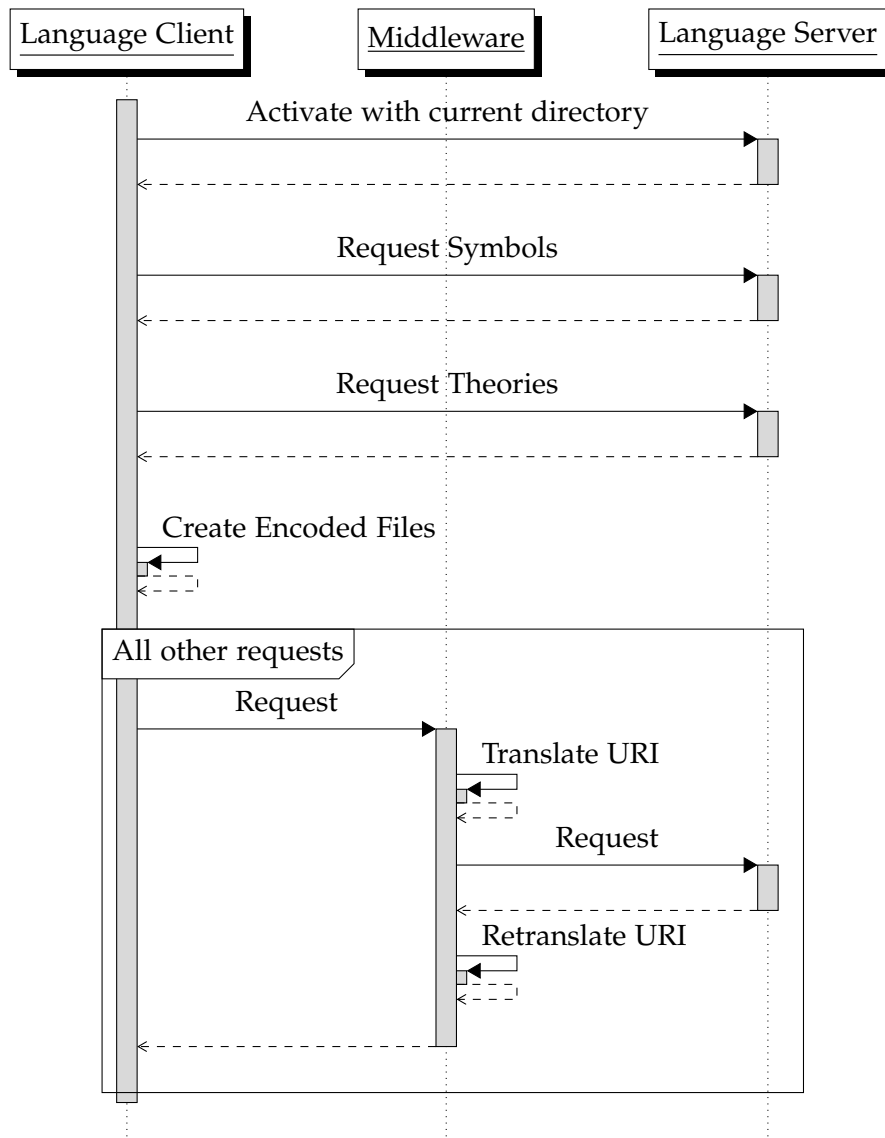 Language Client
Middleware
Language Server
Activate with current directory
Request Symbols
Request Theories
Create Encoded Files
All other requests
Request
Translate URI
Request
Retranslate URI